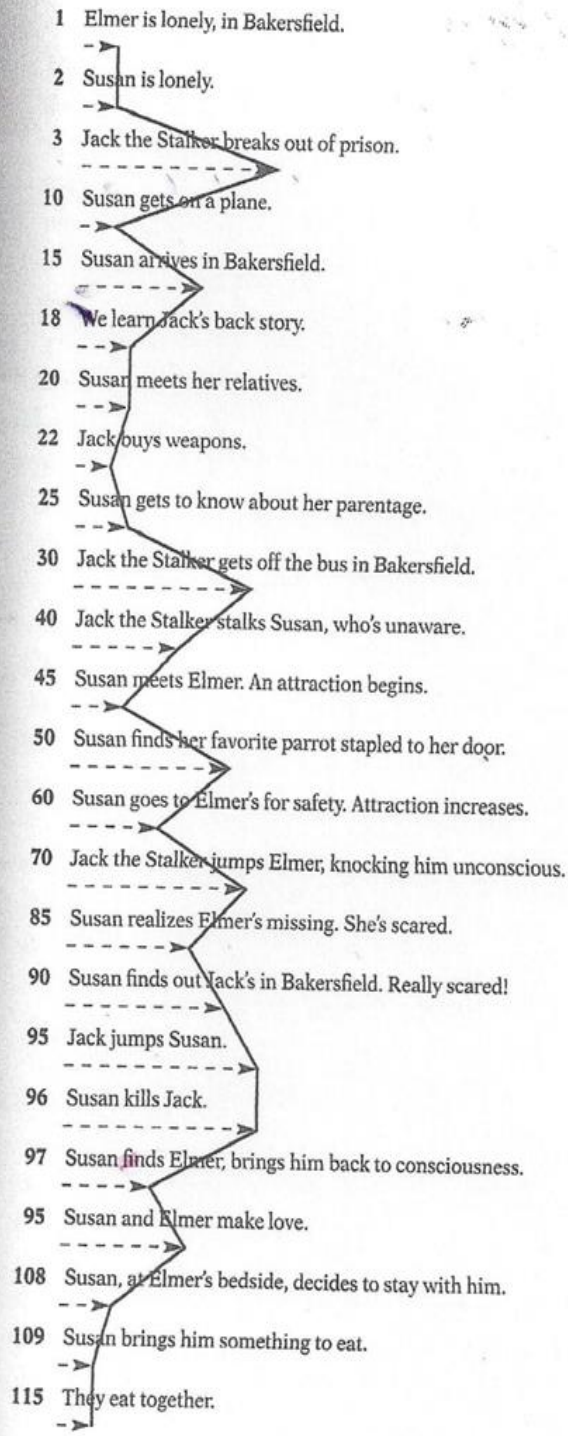 1 Elmer is lonely, in Bakersfield.
2 Susan is lonely.
3 Jack the Stalker breaks out of prison.
10 Susan gets on a plane.
15 Susan arrives in Bakersfield.
18 We learn Jack's back story.
20 Susan meets her relatives.
22 Jack buys weapons.
25 Susan gets to know about her parentage.
30 Jack the Stalker gets off the bus in Bakersfield.
40 Jack the Stalker stalks Susan, who's unaware.
45 Susan meets Elmer. An attraction begins.
50 Susan finds her favorite parrot stapled to her door.
60 Susan goes to Elmer's for safety. Attraction increases.
70 Jack the Stalker jumps Elmer, knocking him unconscious.
85 Susan realizes Elmer's missing. She's scared.
90 Susan finds out Jack's in Bakersfield. Really scared!
95 Jack jumps Susan.
96 Susan kills Jack.
97 Susan finds Elmer, brings him back to consciousness.
95 Susan and Elmer make love.
108 Susan, at Elmer's bedside, decides to stay with him.
109 Susan brings him something to eat.
115 They eat together.